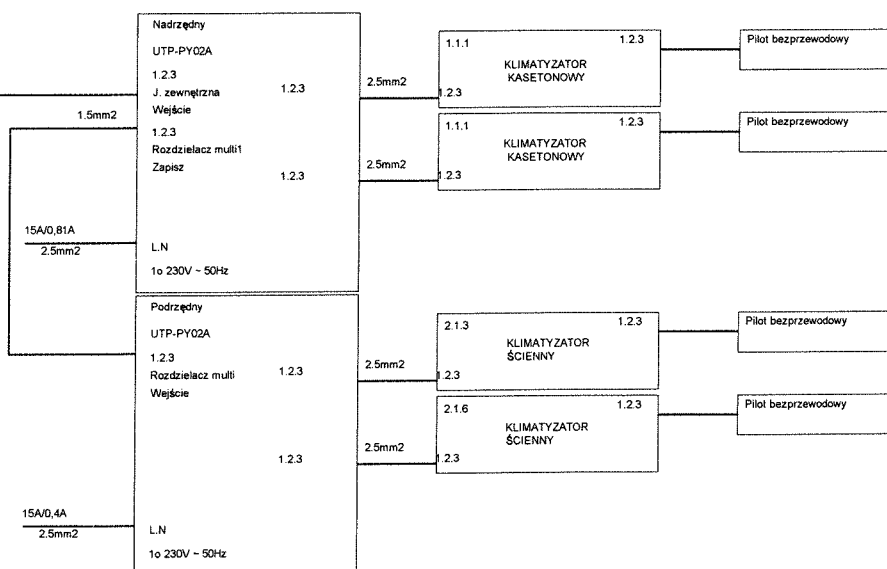 Nadrzędny
UTP-PY02A
1.2.3
J. zewnętrzna
Wejście
1.2.3
1.5mm2
1.2.3
Rozdzielacz multi1
Zapisz
1.2.3
15A/0,81A
2.5mm2
L.N
1o 230V ~ 50Hz
2.5mm2
1.1.1
1.2.3
KLIMATYZATOR
KASETONOWY
1.2.3
Pilot bezprzewodowy
2.5mm2
1.1.1
1.2.3
KLIMATYZATOR
KASETONOWY
1.2.3
Pilot bezprzewodowy
Podrzędny
UTP-PY02A
1.2.3
Rozdzielacz multi
Wejście
1.2.3
1.2.3
15A/0,4A
2.5mm2
L.N
1o 230V ~ 50Hz
2.5mm2
2.1.3
1.2.3
KLIMATYZATOR
ŚCIENNY
1.2.3
Pilot bezprzewodowy
2.5mm2
2.1.6
1.2.3
KLIMATYZATOR
ŚCIENNY
1.2.3
Pilot bezprzewodowy